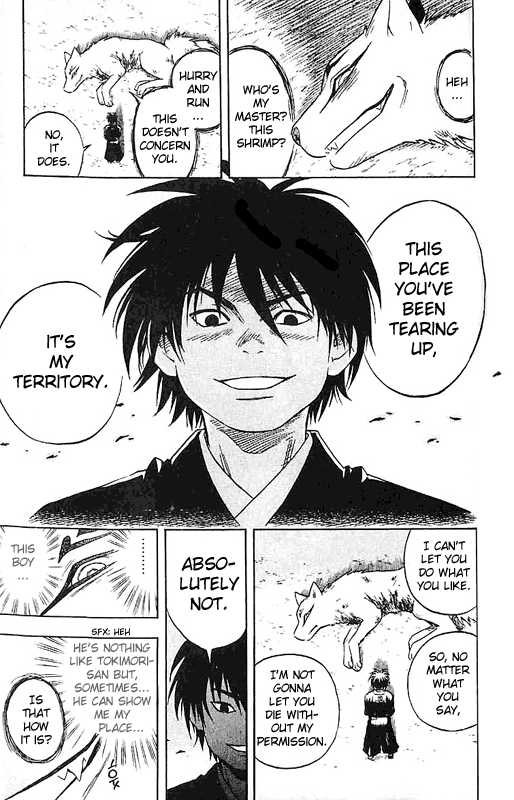 HEH
...
WHO'S
MY
MASTER?
THIS
SHRIMP?
HURRY
AND
RUN
...
THIS
DOESN'T
CONCERN
YOU.
NO,
IT
DOES.
THIS
PLACE
YOU'VE
BEEN
TEARING
UP,
IT'S
MY
TERRITORY.
I CAN'T
LET YOU
DO WHAT
YOU LIKE.
SO, NO
MATTER
WHAT
YOU
SAY,
I'M NOT
GONNA
LET YOU
DIE WITH-
OUT MY
PERMISSION.
ABSO-
LUTELY
NOT.
.........
THIS
BOY
...
SFX: HEH
HE'S NOTHING
LIKE TOKIMORI-
SAN BUT,
SOMETIMES...
HE CAN SHOW
ME MY
PLACE...
IS
THAT
HOW
IT IS?